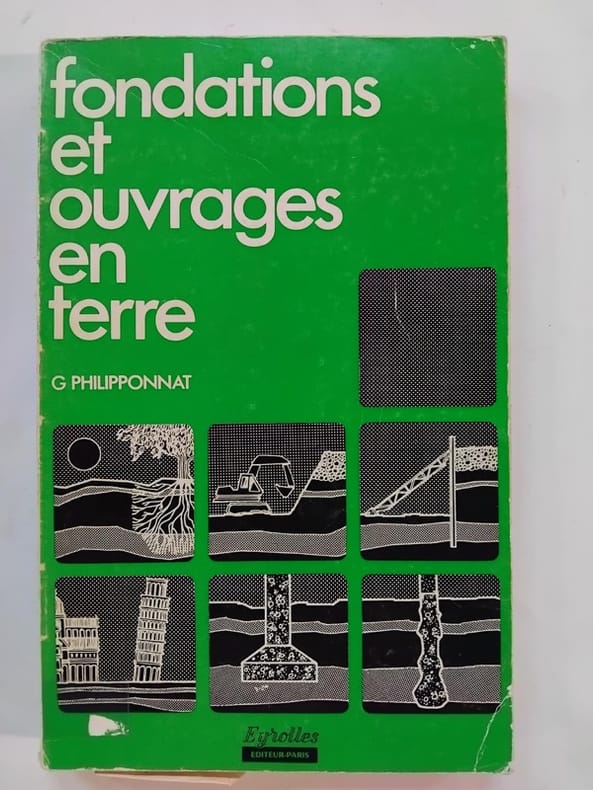 fondations
et
ouvrages
en
terre
G PHILIPPONNAT
Eyrolles
EDITEUR-PARIS